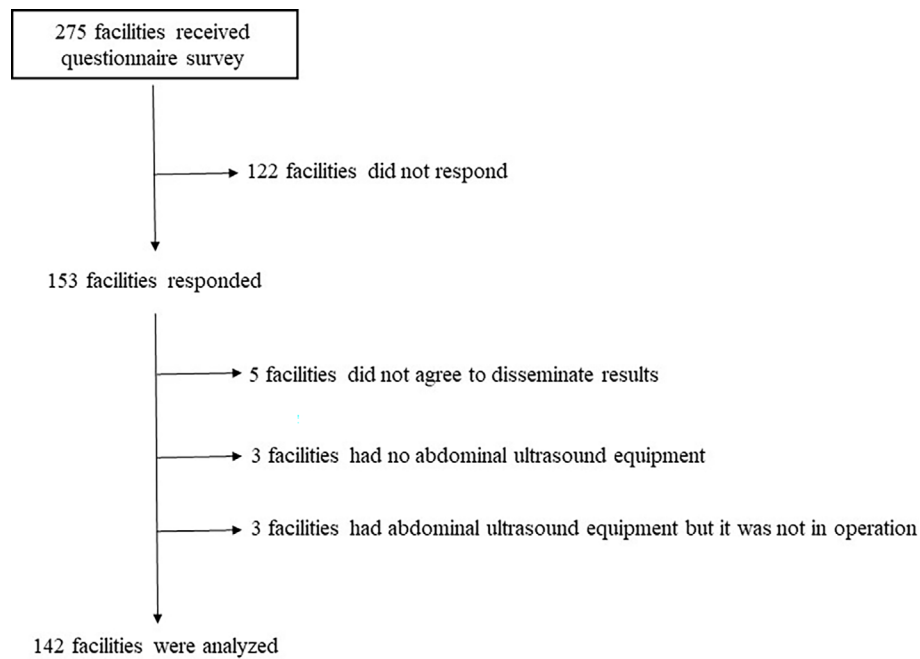 275 facilities received
questionnaire survey
122 facilities did not respond
153 facilities responded
5 facilities did not agree to disseminate results
3 facilities had no abdominal ultrasound equipment
3 facilities had abdominal ultrasound equipment but it was not in operation
142 facilities were analyzed